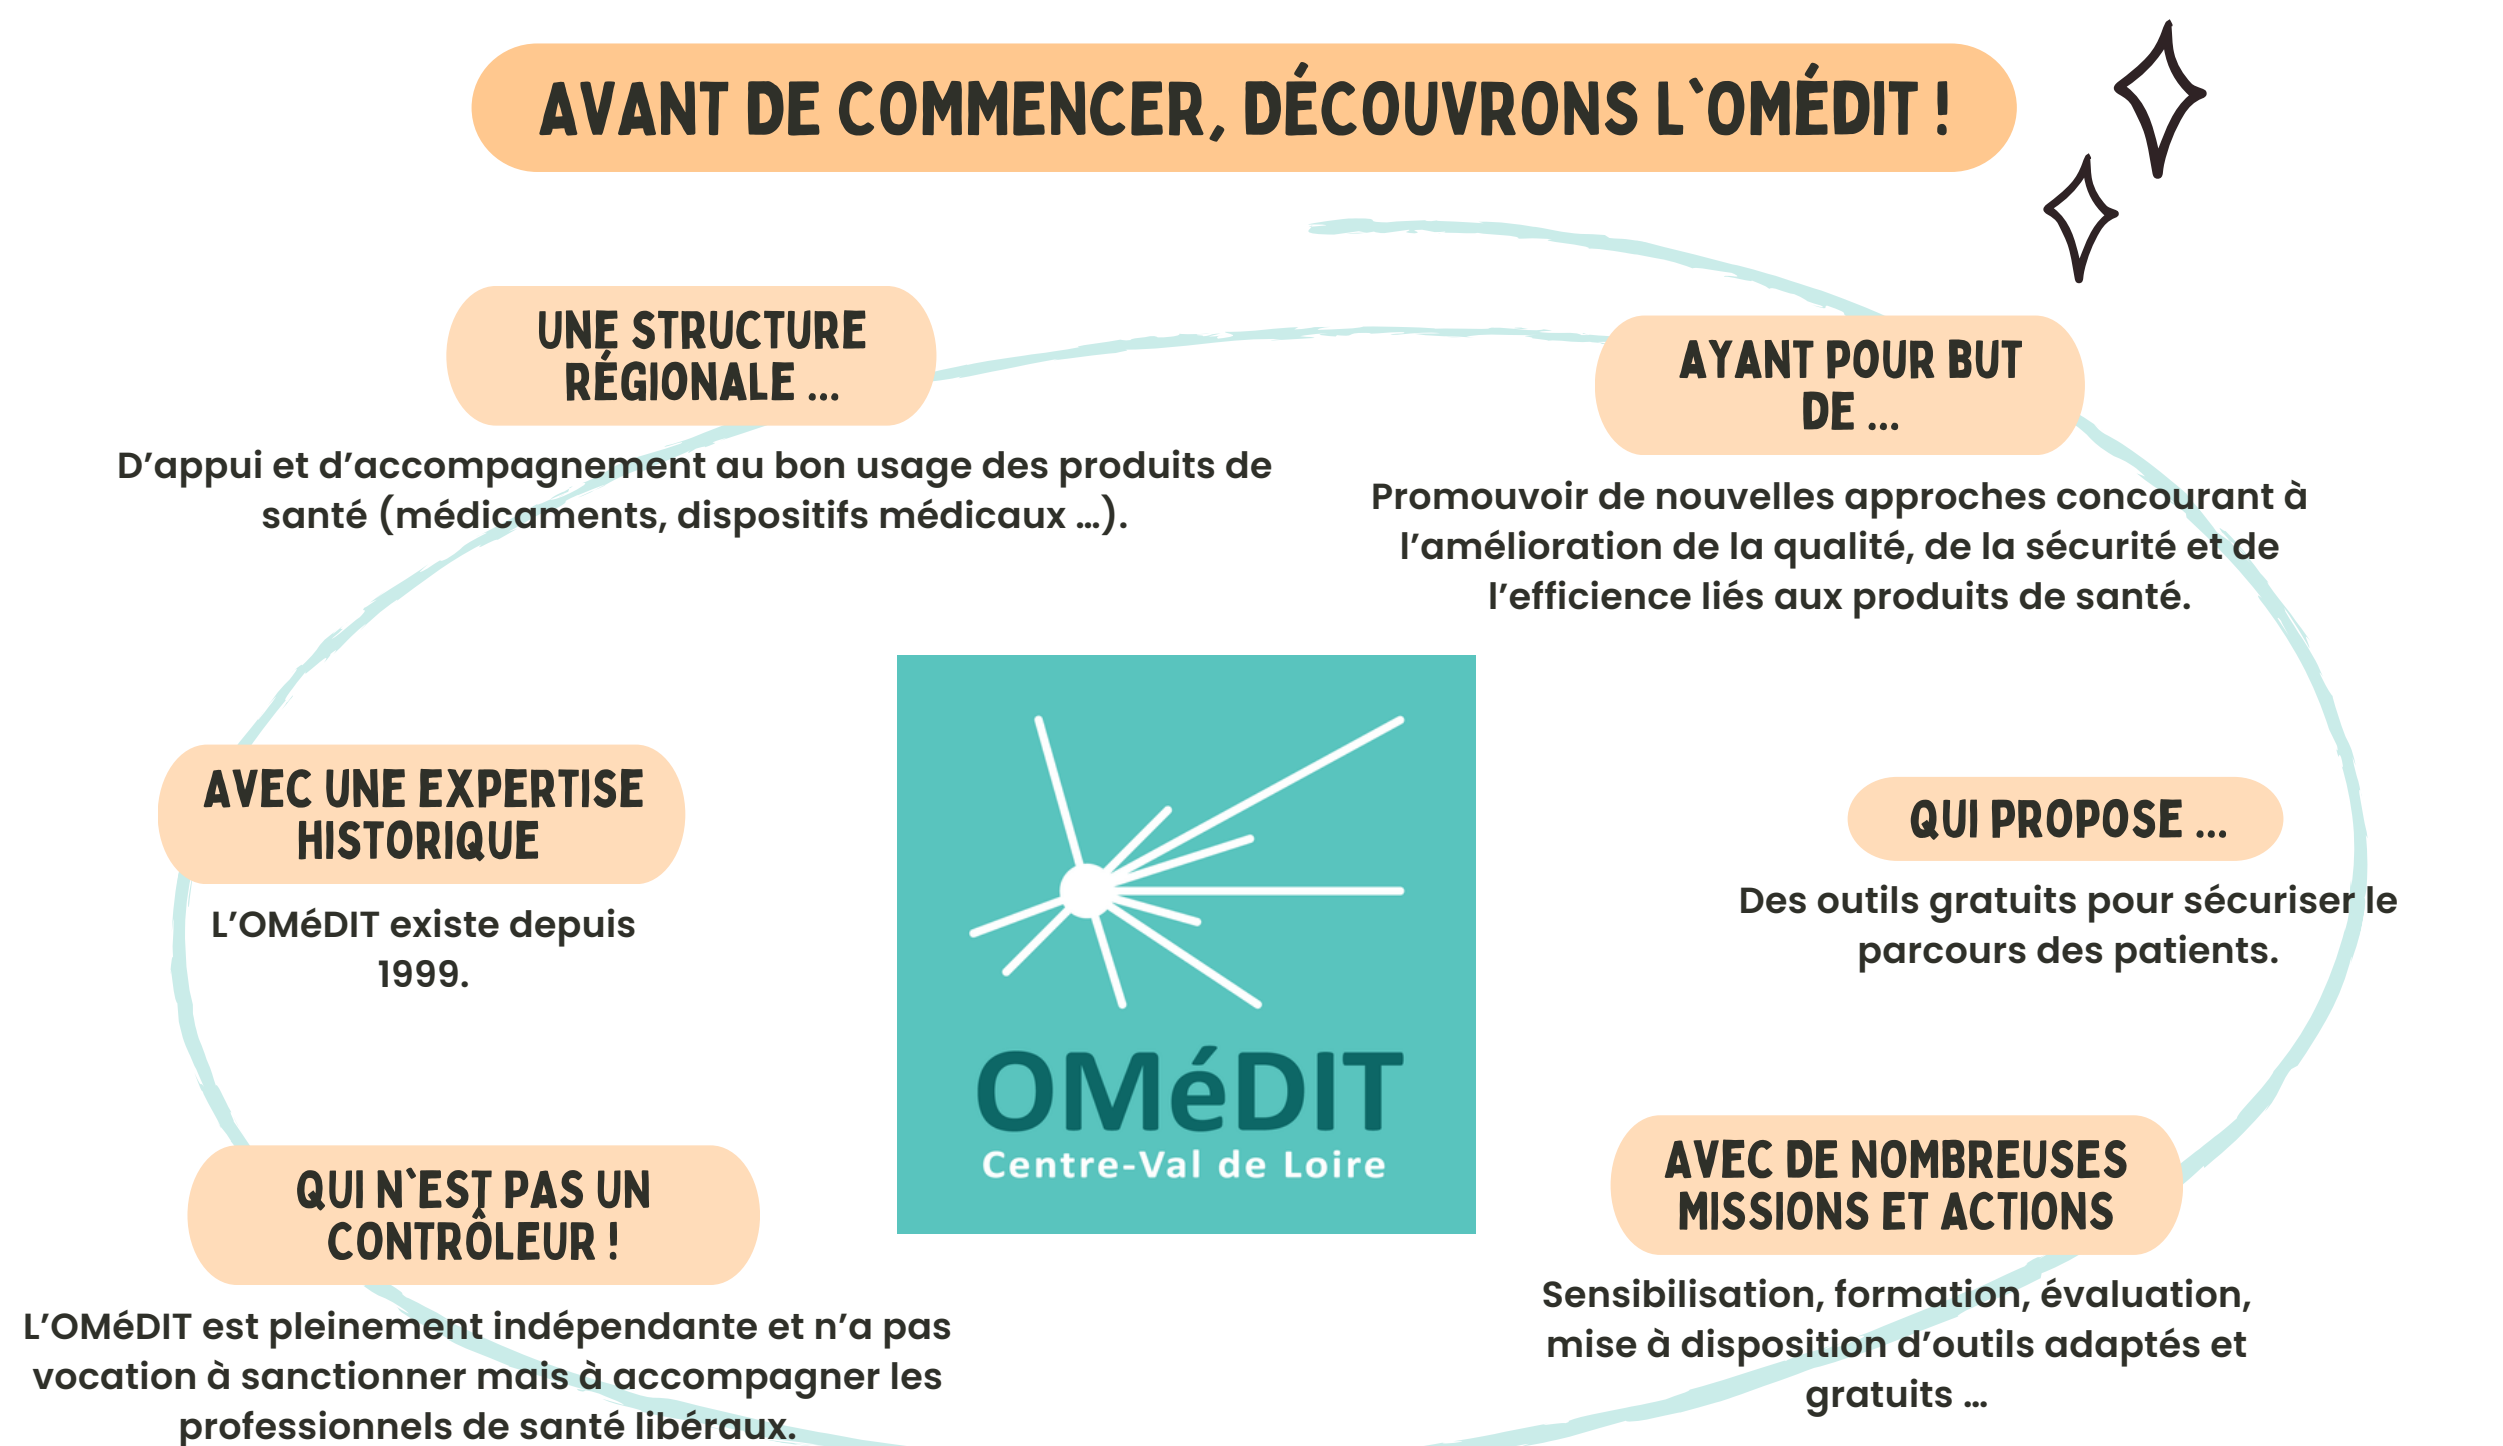 AVANT DE COMMENCER, DÉCOUVRONS L'OMÉDIT !
UNE STRUCTURE
RÉGIONALE ...
D’appui et d’accompagnement au bon usage des produits de
santé (médicaments, dispositifs médicaux ...).
AYANT POUR BUT
DE ...
Promouvoir de nouvelles approches concourant à
l’amélioration de la qualité, de la sécurité et de
l’efficience liés aux produits de santé.
AVEC UNE EXPERTISE
HISTORIQUE
L’OMéDIT existe depuis
1999.
OMéDIT
Centre-Val de Loire
QUI PROPOSE ...
Des outils gratuits pour sécuriser le
parcours des patients.
QUI N'EST PAS UN
CONTRÔLEUR !
L’OMéDIT est pleinement indépendante et n’a pas
vocation à sanctionner mais à accompagner les
professionnels de santé libéraux.
AVEC DE NOMBREUSES
MISSIONS ET ACTIONS
Sensibilisation, formation, évaluation,
mise à disposition d’outils adaptés et
gratuits ...